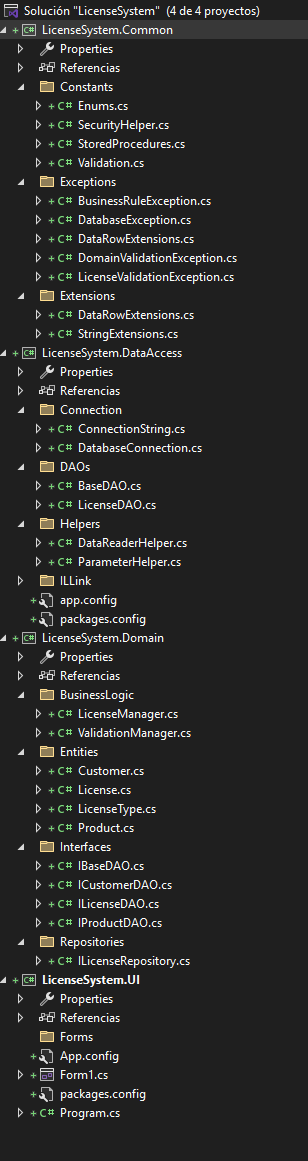 Solución "LicenseSystem" (4 de 4 proyectos)
LicenseSystem.Common
Properties
Referencias
Constants
Enums.cs
SecurityHelper.cs
StoredProcedures.cs
Validation.cs
Exceptions
BusinessRuleException.cs
DatabaseException.cs
DataRowExtensions.cs
DomainValidationException.cs
LicenseValidationException.cs
Extensions
DataRowExtensions.cs
StringExtensions.cs
LicenseSystem.DataAccess
Properties
Referencias
Connection
ConnectionString.cs
DatabaseConnection.cs
DAOs
BaseDAO.cs
LicenseDAO.cs
Helpers
DataReaderHelper.cs
ParameterHelper.cs
ILLink
app.config
packages.config
LicenseSystem.Domain
Properties
Referencias
BusinessLogic
LicenseManager.cs
ValidationManager.cs
Entities
Customer.cs
License.cs
LicenseType.cs
Product.cs
Interfaces
IBaseDAO.cs
ICustomerDAO.cs
ILicenseDAO.cs
IProductDAO.cs
Repositories
ILicenseRepository.cs
LicenseSystem.UI
Properties
Referencias
Forms
App.config
Form1.cs
packages.config
Program.cs